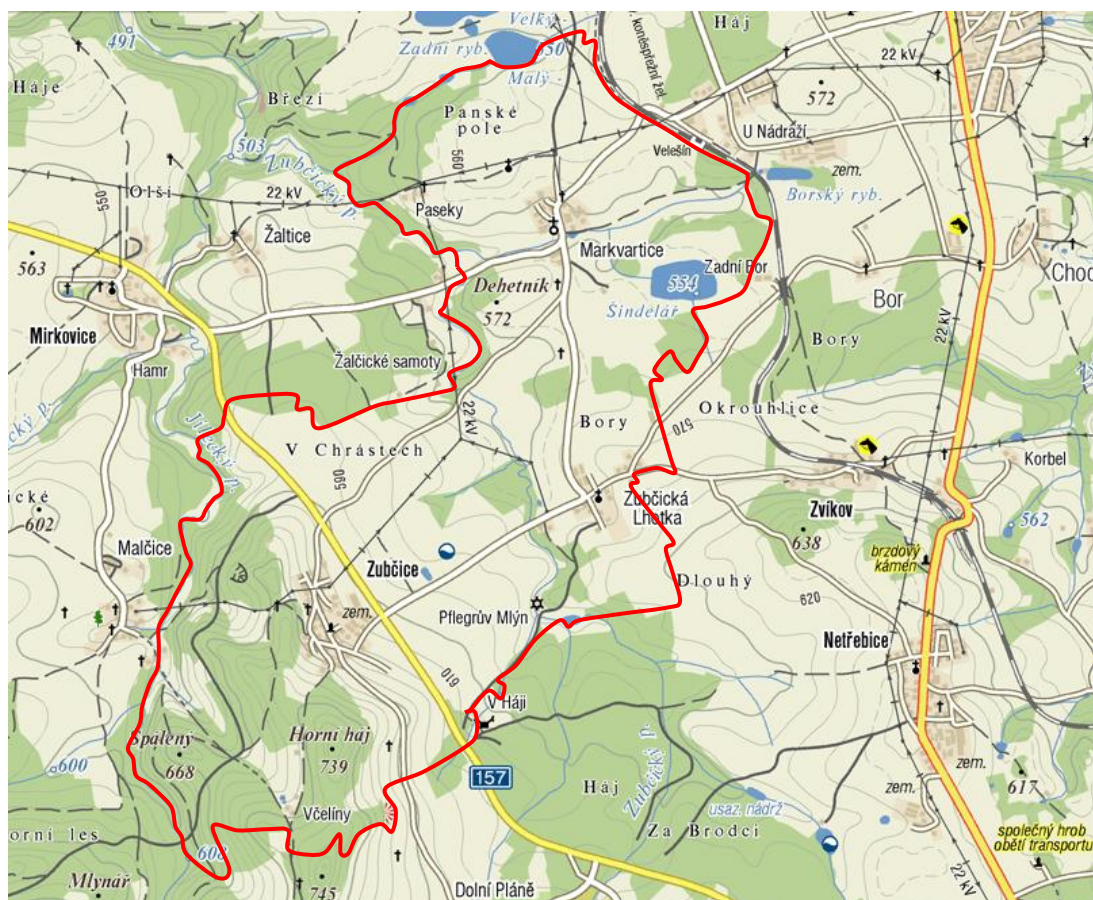 Velký
Háj
491
Zadní ryb.
550
Malý
koněspřežní žel.
22 kV
Háje
Březí
Panské
pole
572
U Nádraží
503
Zubčický p.
560
Velešín
zem.
Olší
22 kV
550
Paseky
Borský ryb.
Žaltice
Markvartice
563
Dehetník
572
Zadní Bor
554
Šindelář
Bor
Mirkovice
22 kV
Hamr
Žalčické samoty
Bory
Jílecký p.
22 kV
Bory
Okrouhlice
570
V Chrástech
590
Korbel
602
Zubčická
Lhotka
Zvíkov
562
Malčice
638
brzdový
kámen
Zubčice
Dlouhý
zem.
Pflegrův Mlýn
620
Netřebice
610
V Háji
Spálený
668
Horní háj
739
600
157
Háj
Zubčický p.
zem.
617
Včelíny
usaz. nádrž
zem.
Za Brodci
608
společný hrob
obětí transportu
Mlynář
745
Dolní Pláně
22 kV